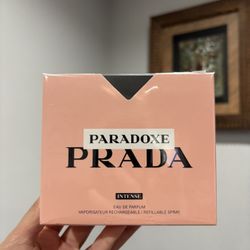 PARADOXE
PRADA
INTENSE
EAU DE PARFUM
VAPORISATEUR RECHARGEABLE / REFILLABLE SPRAY